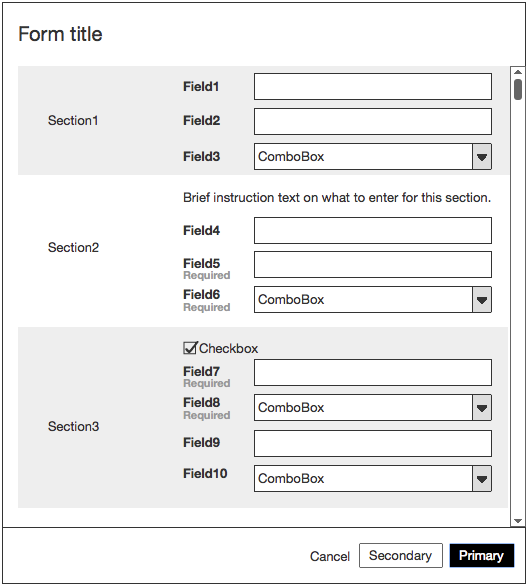 Form title
Field1
Section1
Field2
Field3 ComboBox
Brief instruction text on what to enter for this section.
Field4
Section2
Field5
Required
Field6 ComboBox
Required
Checkbox
Field7
Required
Field8 ComboBox
Required
Section3
Field9
Field10 ComboBox
Cancel Secondary Primary